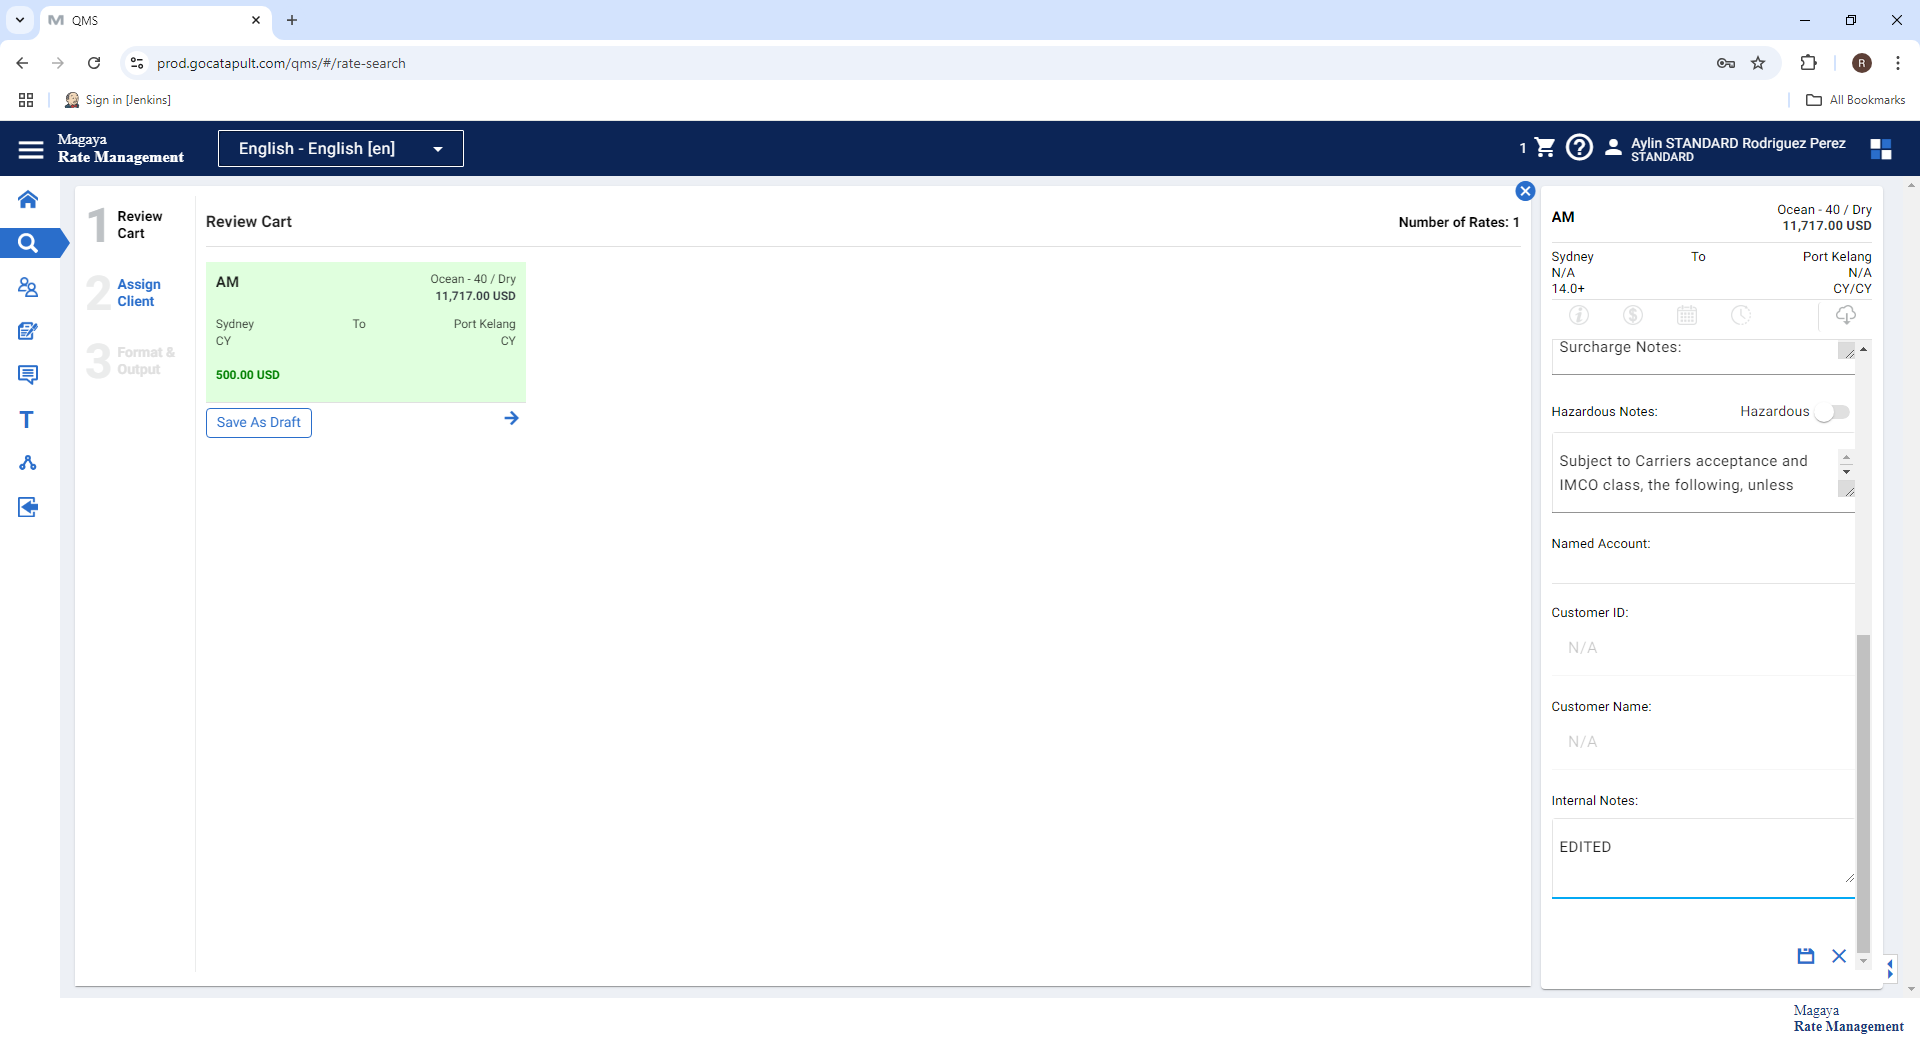 QMS
prod.gocatapult.com/qms/#/rate-search
R
Sign in [Jenkins]
All Bookmarks
Magaya
Rate Management
English - English [en]
1
Aylin STANDARD Rodriguez Perez
STANDARD
1
Review
Cart
2
Assign
Client
3
Format &
Output
Review Cart
Number of Rates: 1
AM
Ocean - 40 / Dry
11,717.00 USD
Sydney
To
Port Kelang
CY
CY
500.00 USD
Save As Draft
AM
Ocean - 40 / Dry
11,717.00 USD
Sydney
To
Port Kelang
N/A
N/A
14.0+
CY/CY
Surcharge Notes:
Hazardous Notes:
Hazardous
Subject to Carriers acceptance and
IMCO class, the following, unless
Named Account:
Customer ID:
N/A
Customer Name:
N/A
Internal Notes:
EDITED
Magaya
Rate Management